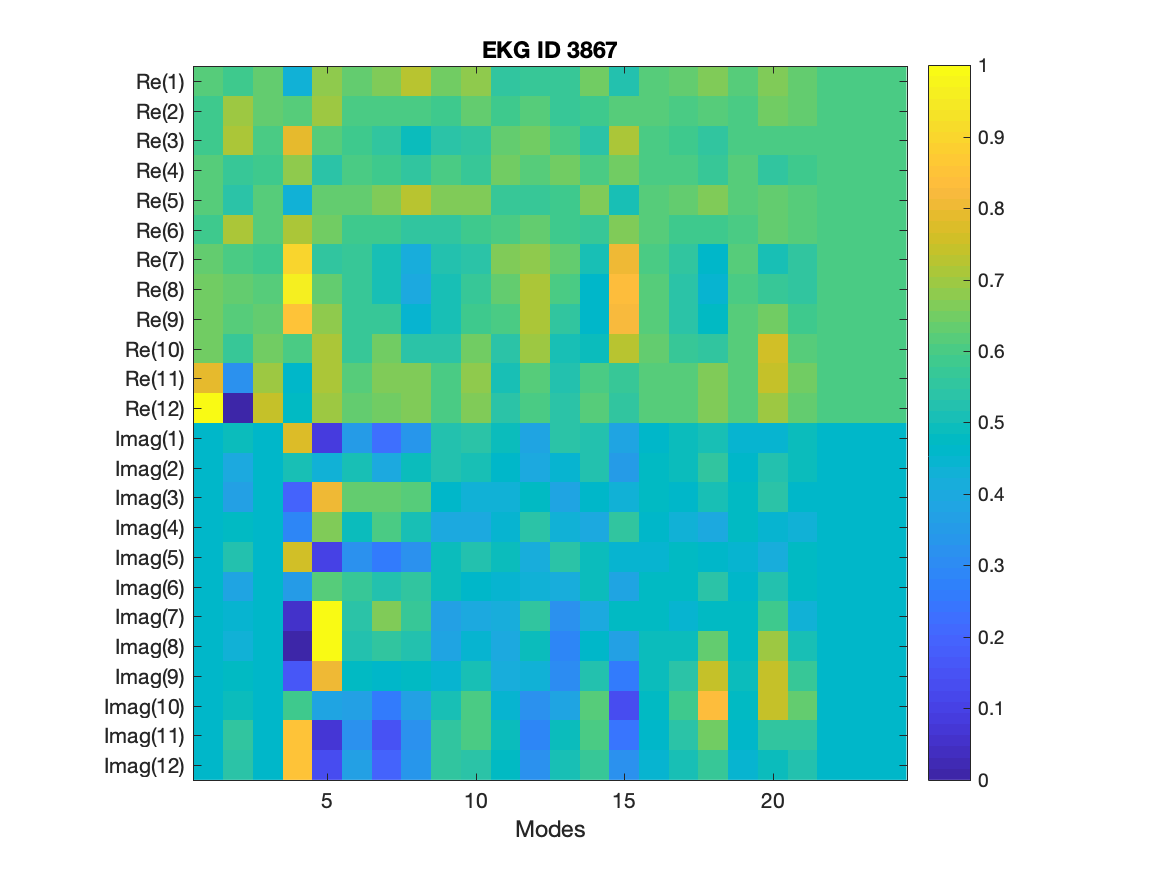 EKG ID 3867
Re(1)
Re(2)
Re(3)
Re(4)
Re(5)
Re(6)
Re(7)
Re(8)
Re(9)
Re(10)
Re(11)
Re(12)
Imag(1)
Imag(2)
Imag(3)
Imag(4)
Imag(5)
Imag(6)
Imag(7)
Imag(8)
Imag(9)
Imag(10)
Imag(11)
Imag(12)
5 10 15 20
Modes
1
0.9
0.8
0.7
0.6
0.5
0.4
0.3
0.2
0.1
0